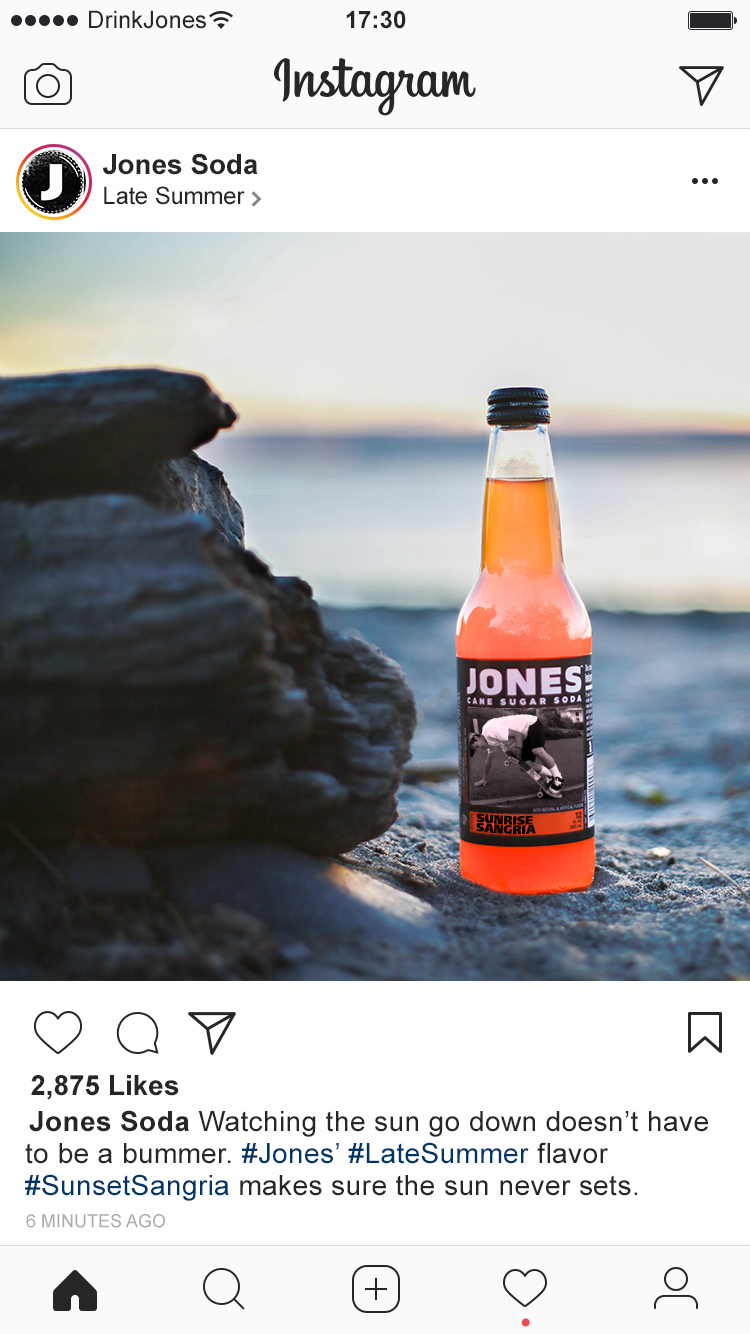 DrinkJones 17:30
Instagram
J
Jones Soda
Late Summer
JONES
CANE SUGAR SODA
SUNRISE
SANGRIA
12
2,875 Likes
Jones Soda Watching the sun go down doesn’t have
to be a bummer. #Jones’ #LateSummer flavor
#SunsetSangria makes sure the sun never sets.
6 MINUTES AGO